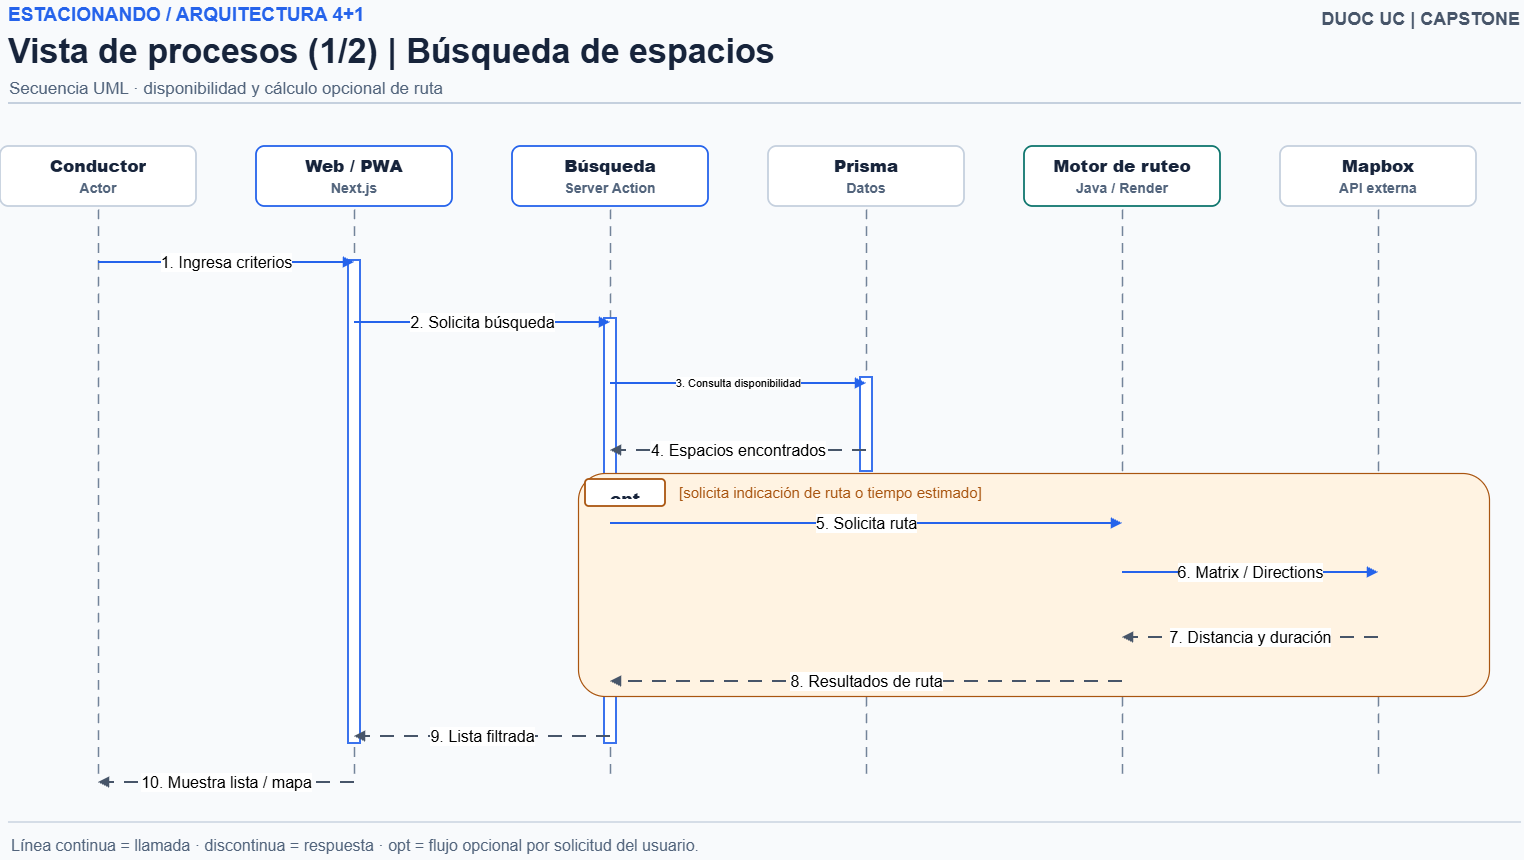 ESTACIONANDO / ARQUITECTURA 4+1
DUOC UC | CAPSTONE
Vista de procesos (1/2) | Búsqueda de espacios
Secuencia UML · disponibilidad y cálculo opcional de ruta
Conductor
Actor
Web / PWA
Next.js
Búsqueda
Server Action
Prisma
Datos
Motor de ruteo
Java / Render
Mapbox
API externa
1. Ingresa criterios
2. Solicita búsqueda
3. Consulta disponibilidad
4. Espacios encontrados
opt
[solicita indicación de ruta o tiempo estimado]
5. Solicita ruta
6. Matrix / Directions
7. Distancia y duración
8. Resultados de ruta
9. Lista filtrada
10. Muestra lista / mapa
Línea continua = llamada · discontinua = respuesta · opt = flujo opcional por solicitud del usuario.